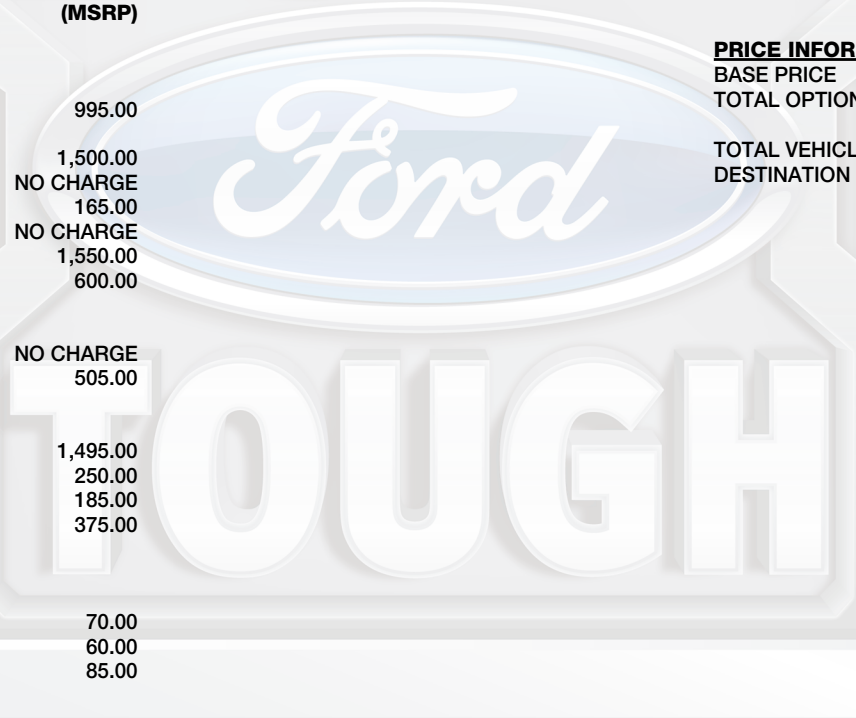 (MSRP)
995.00
1,500.00
NO CHARGE
165.00
NO CHARGE
1,550.00
600.00
NO CHARGE
505.00
1,495.00
250.00
185.00
375.00
70.00
60.00
85.00
PRICE INFOR
BASE PRICE
TOTAL OPTION
TOTAL VEHICL
DESTINATION
Ford
TOUGH